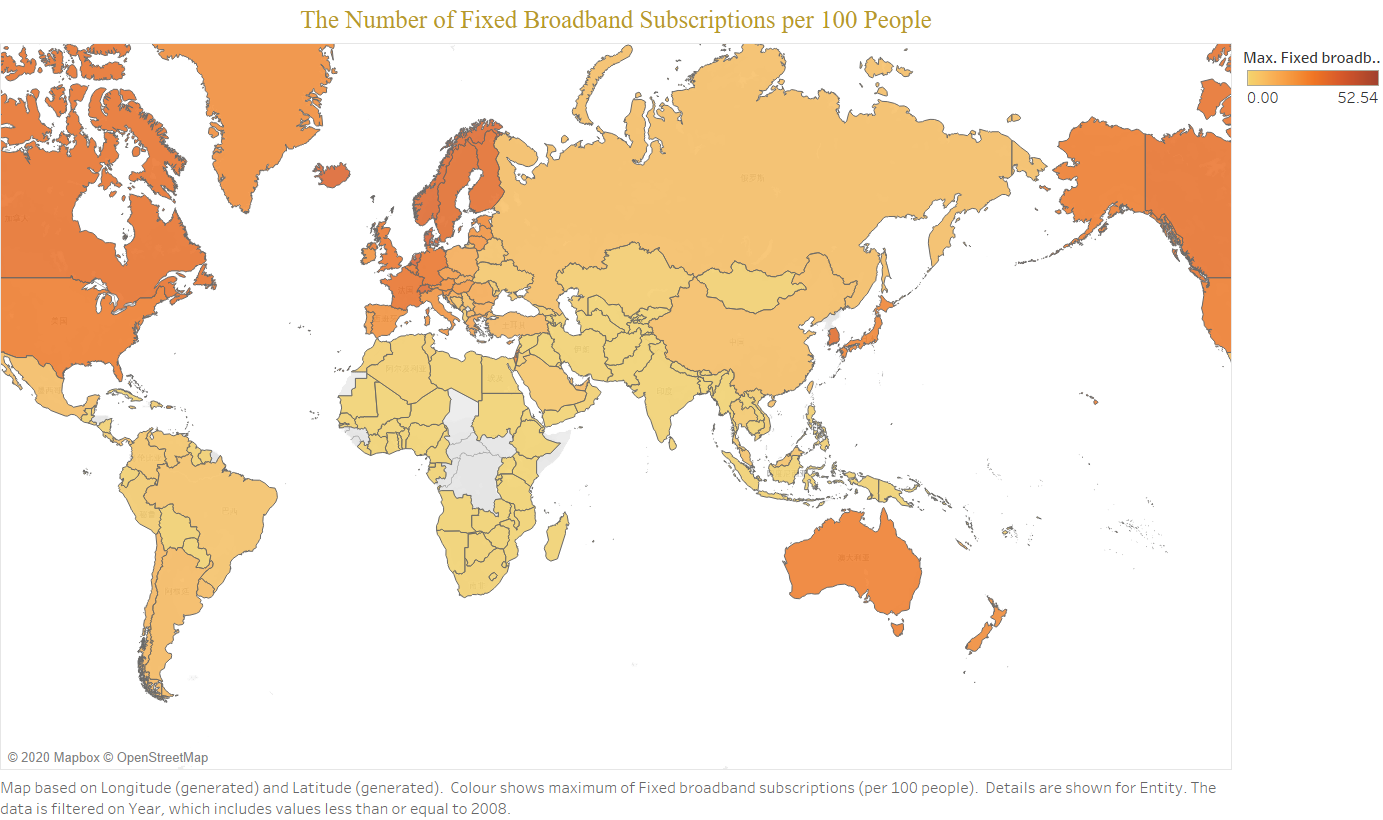 The Number of Fixed Broadband Subscriptions per 100 People
Max. Fixed broadb..
0.00 52.54
© 2020 Mapbox © OpenStreetMap
Map based on Longitude (generated) and Latitude (generated). Colour shows maximum of Fixed broadband subscriptions (per 100 people). Details are shown for Entity. The
data is filtered on Year, which includes values less than or equal to 2008.